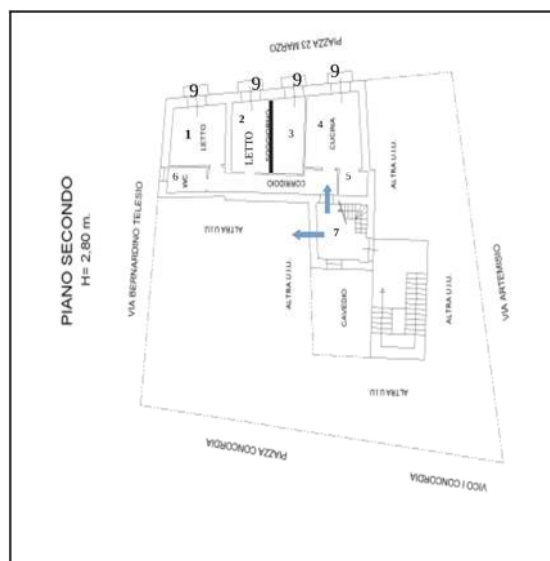 PIAZZA 23 MARZO
9
9
9
9
1
LETTO
2
LETTO
SOGGIORNO
3
4
CUCINA
6
WC
CORRIDOIO
5
ALTRA U.I.U.
ALTRA U.I.U.
7
PIANO SECONDO
H= 2,80 m.
VIA BERNARDINO TELESIO
ALTRA U.I.U.
CAVEDIO
ALTRA U.I.U.
VIA ARTEMISIO
ALTRA U.I.U.
PIAZZA CONCORDIA
VICO I CONCORDIA